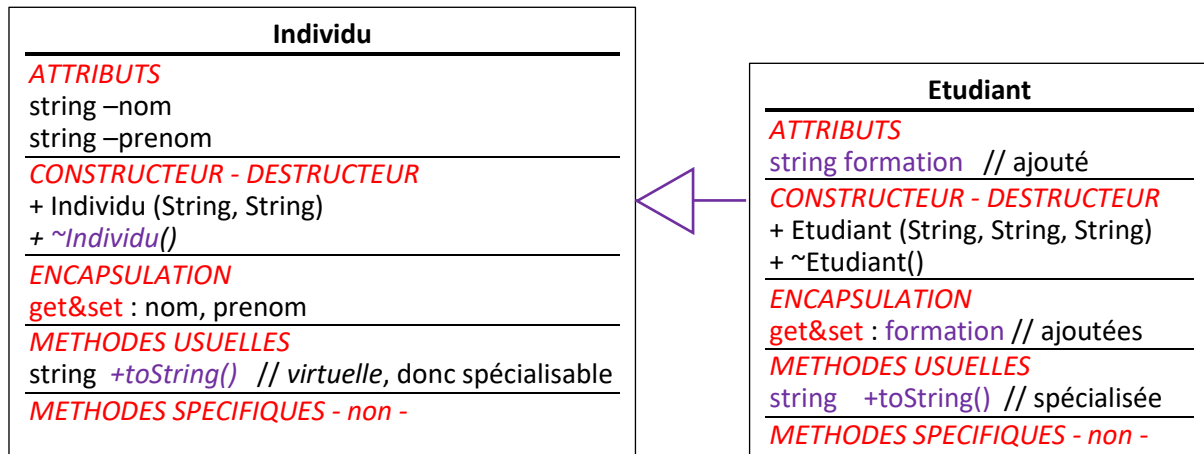 Individu
ATTRIBUTS
string –nom
string –prenom
CONSTRUCTEUR - DESTRUCTEUR
+ Individu (String, String)
+ ~Individu()
ENCAPSULATION
get&set : nom, prenom
METHODES USUELLES
string +toString() // virtuelle, donc spécialisable
METHODES SPECIFIQUES - non -
Etudiant
ATTRIBUTS
string formation // ajouté
CONSTRUCTEUR - DESTRUCTEUR
+ Etudiant (String, String, String)
+ ~Etudiant()
ENCAPSULATION
get&set : formation // ajoutées
METHODES USUELLES
string +toString() // spécialisée
METHODES SPECIFIQUES - non -